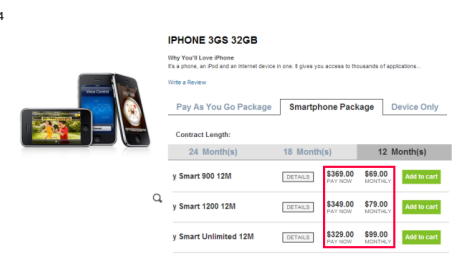 4
IPHONE 3GS 32GB
Why You'll Love iPhone
It's a phone, an iPod and an Internet device in one. It gives you access to thousands of applications...
Write a Review
Pay As You Go Package Smartphone Package Device Only
Contract Length:
24 Month(s) 18 Month(s) 12 Month(s)
y Smart 900 12M DETAILS $369.00 $69.00 Add to cart
PAY NOW MONTHLY
y Smart 1200 12M DETAILS $349.00 $79.00 Add to cart
PAY NOW MONTHLY
y Smart Unlimited 12M DETAILS $329.00 $99.00 Add to cart
PAY NOW MONTHLY